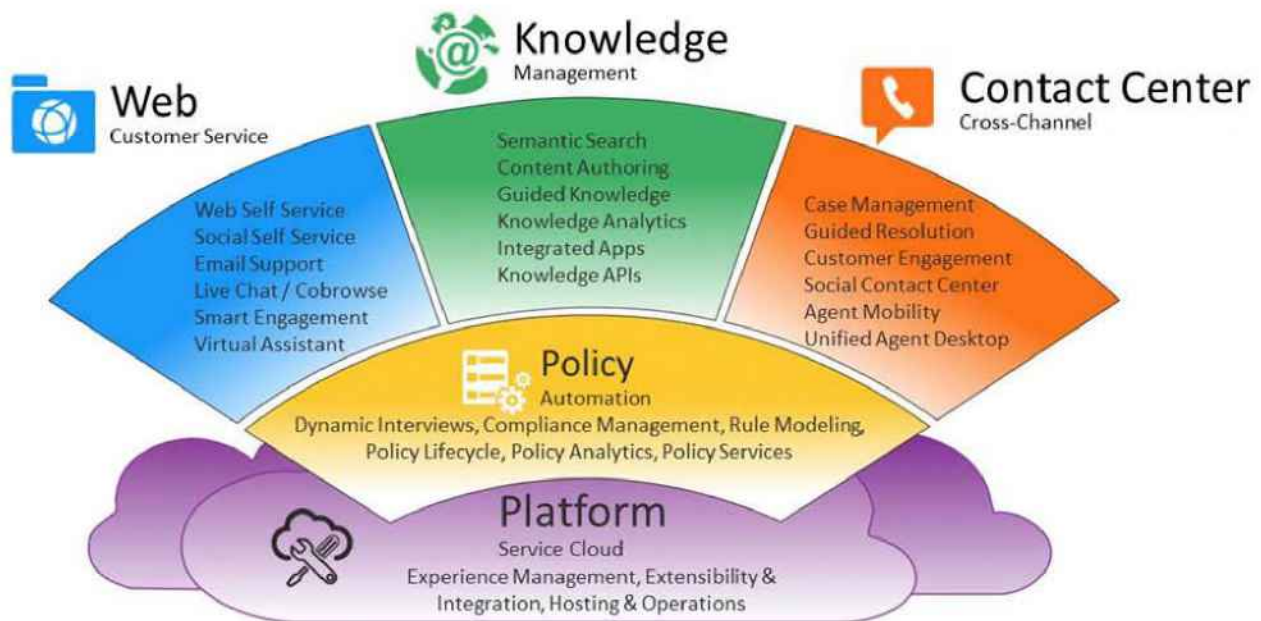 Knowledge
Management
Web
Customer Service
Contact Center
Cross-Channel
Web Self Service
Social Self Service
Email Support
Live Chat / Cobrowse
Smart Engagement
Virtual Assistant
Semantic Search
Content Authoring
Guided Knowledge
Knowledge Analytics
Integrated Apps
Knowledge APIs
Case Management
Guided Resolution
Customer Engagement
Social Contact Center
Agent Mobility
Unified Agent Desktop
Policy
Automation
Dynamic Interviews, Compliance Management, Rule Modeling,
Policy Lifecycle, Policy Analytics, Policy Services
Platform
Service Cloud
Experience Management, Extensibility &
Integration, Hosting & Operations